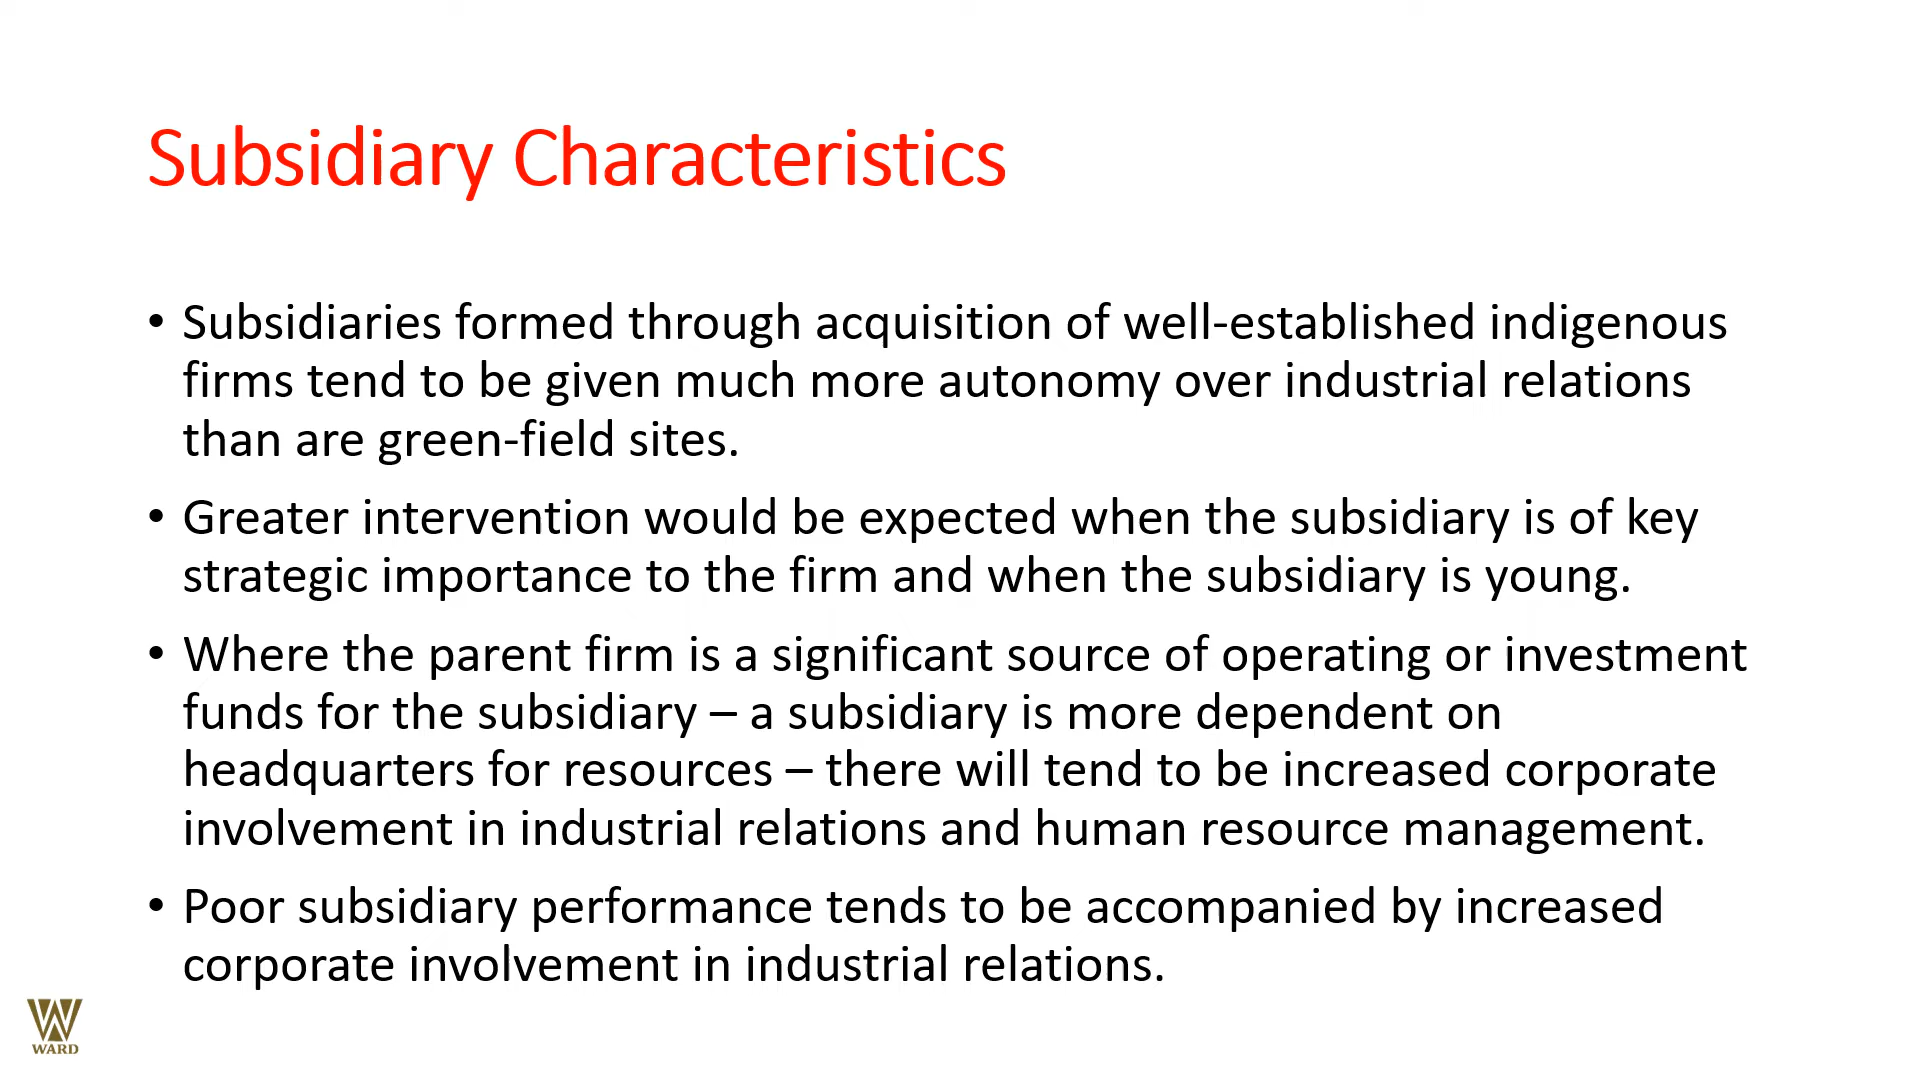 Subsidiary Characteristics
• Subsidiaries formed through acquisition of well-established indigenous
firms tend to be given much more autonomy over industrial relations
than are green-field sites.
• Greater intervention would be expected when the subsidiary is of key
strategic importance to the firm and when the subsidiary is young.
• Where the parent firm is a significant source of operating or investment
funds for the subsidiary – a subsidiary is more dependent on
headquarters for resources – there will tend to be increased corporate
involvement in industrial relations and human resource management.
• Poor subsidiary performance tends to be accompanied by increased
corporate involvement in industrial relations.
WARD